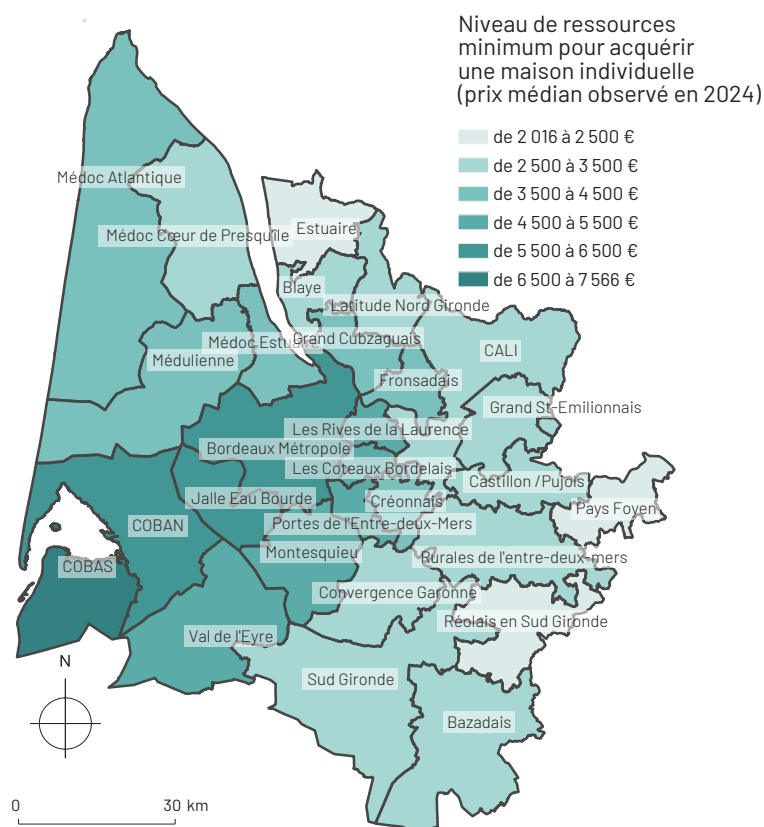 Niveau de ressources
minimum pour acquérir
une maison individuelle
(prix médian observé en 2024)
de 2 016 à 2 500 €
de 2 500 à 3 500 €
de 3 500 à 4 500 €
de 4 500 à 5 500 €
de 5 500 à 6 500 €
de 6 500 à 7 566 €
Médoc Atlantique
Médoc Cœur de Presqu'île
Estuaire
Blaye
Latitude Nord Gironde
Médoc Estuaire
Grand Cubzaguais
Médulienne
CALI
Fronsadais
Grand St-Emilionnais
Les Rives de la Laurence
Bordeaux Métropole
Les Coteaux Bordelais
Castillon /Pujols
Jalle Eau Bourde
Créonnais
Pays Foyen
COBAN
Portes de l'Entre-deux-Mers
Montesquieu
Rurales de l'entre-deux-mers
COBAS
Convergence Garonne
Réolais en Sud Gironde
Val de l'Eyre
N
Sud Gironde
Bazadais
0 30 km